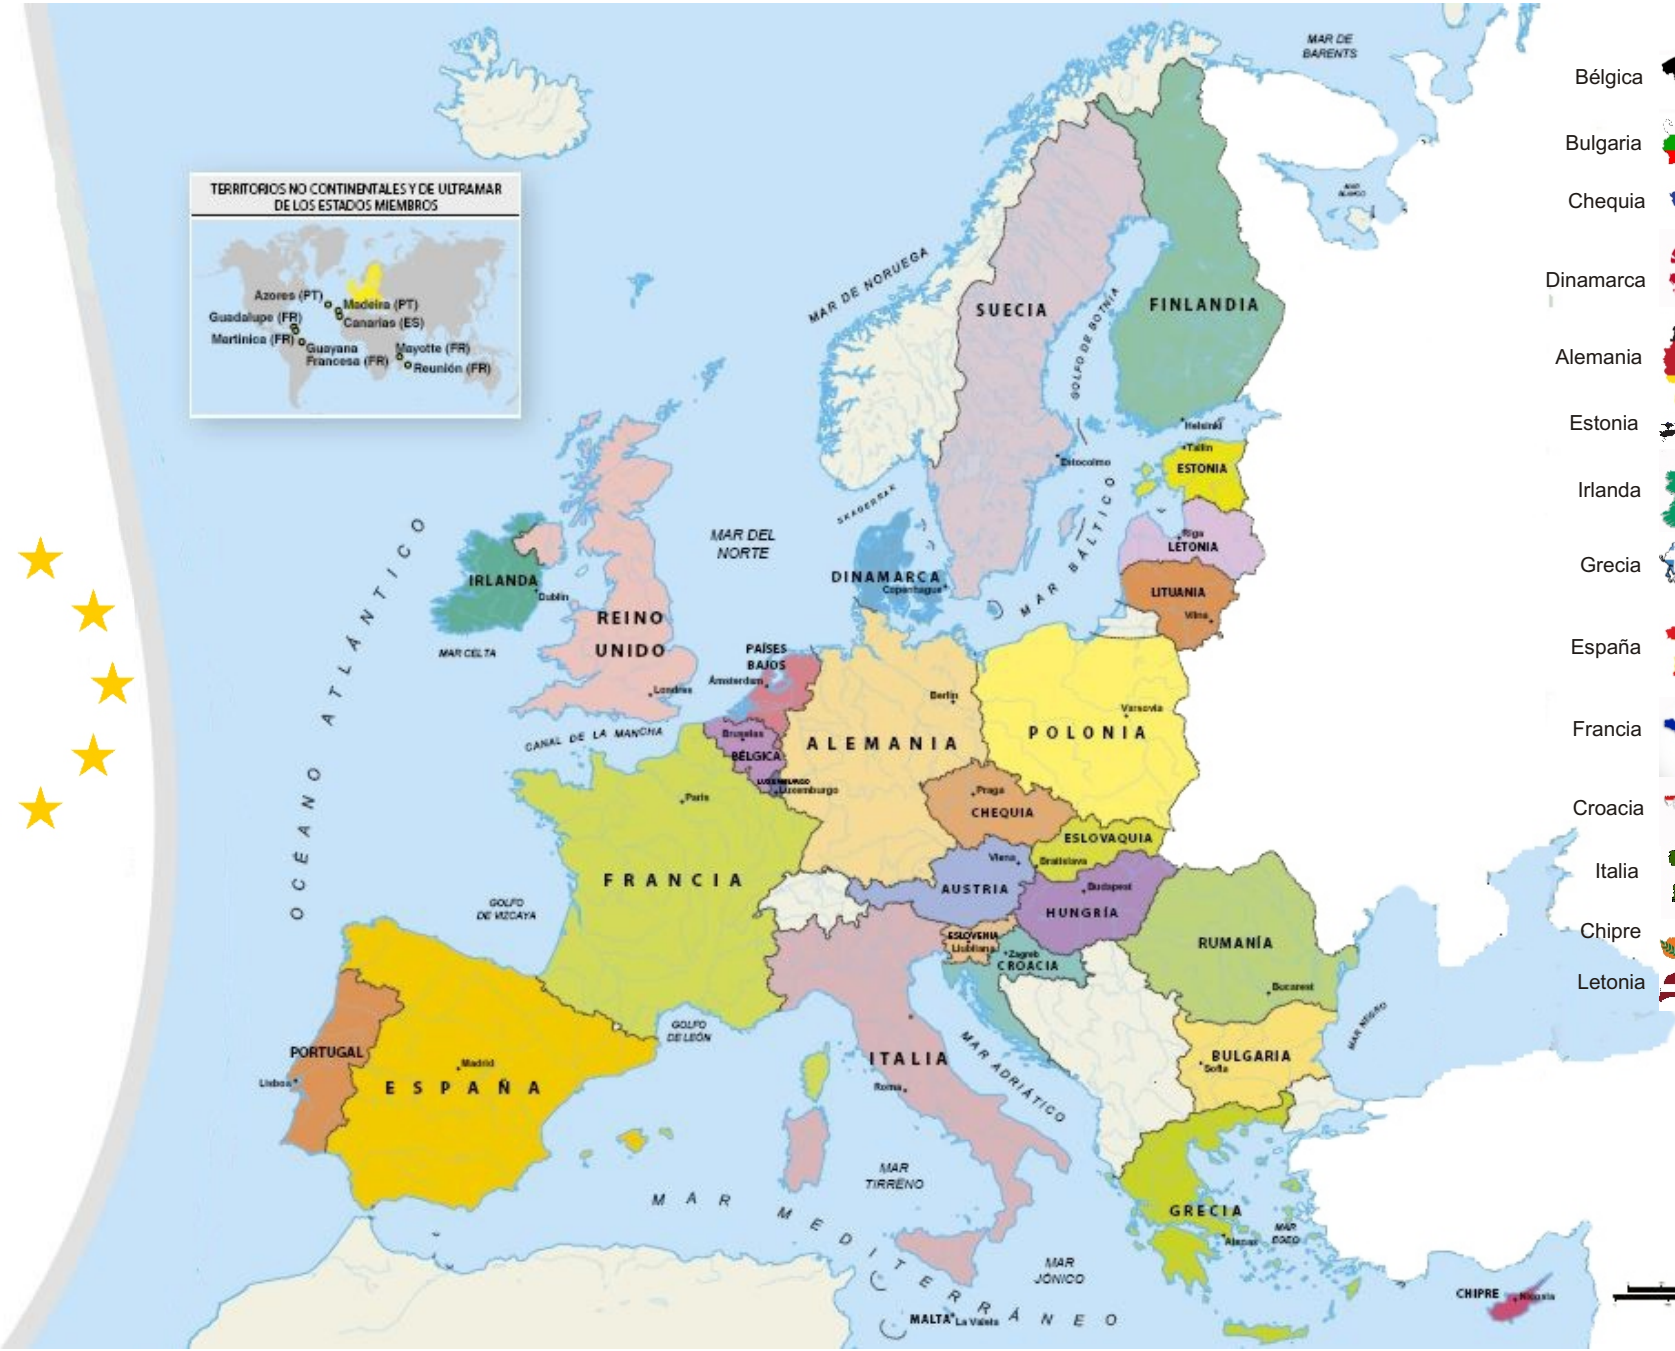 MAR DE
BARENTS
MAR
BLANCO
TERRITORIOS NO CONTINENTALES Y DE ULTRAMAR
DE LOS ESTADOS MIEMBROS
Azores (PT)
Madeira (PT)
Guadalupe (FR)
Canarias (ES)
Martinica (FR)
Guayana
Francesa (FR)
Mayotte (FR)
Reunión (FR)
MAR DE NORUEGA
SUECIA
FINLANDIA
GOLFO DE BOTNIA
Helsinki
Tallin
Estocolmo
ESTONIA
SKAGERRAK
MAR DEL
NORTE
Riga
LETONIA
MAR BÁLTICO
DINAMARCA
Copenhague
LITUANIA
Vilna
IRLANDA
Dublín
REINO
UNIDO
MAR CELTA
Londres
PAÍSES
BAJOS
Ámsterdam
Berlín
Varsovia
OCÉANO ATLÁNTICO
CANAL DE LA MANCHA
Bruselas
BÉLGICA
ALEMANIA
POLONIA
LUXEMBURGO
Luxemburgo
París
Praga
CHEQUIA
ESLOVAQUIA
Viena
Bratislava
FRANCIA
AUSTRIA
Budapest
HUNGRÍA
GOLFO
DE VIZCAYA
ESLOVENIA
Liubliana
Zagreb
CROACIA
RUMANÍA
Bucarest
GOLFO
DE LEÓN
MAR NEGRO
PORTUGAL
Lisboa
Madrid
ESPAÑA
ITALIA
Roma
MAR ADRIÁTICO
BULGARIA
Sofía
MAR
TIRRENO
MAR MEDITERRÁNEO
GRECIA
Atenas
MAR
EGEO
MAR
JÓNICO
MALTA
La Valeta
CHIPRE
Nicosia
Bélgica
Bulgaria
Chequia
Dinamarca
Alemania
Estonia
Irlanda
Grecia
España
Francia
Croacia
Italia
Chipre
Letonia